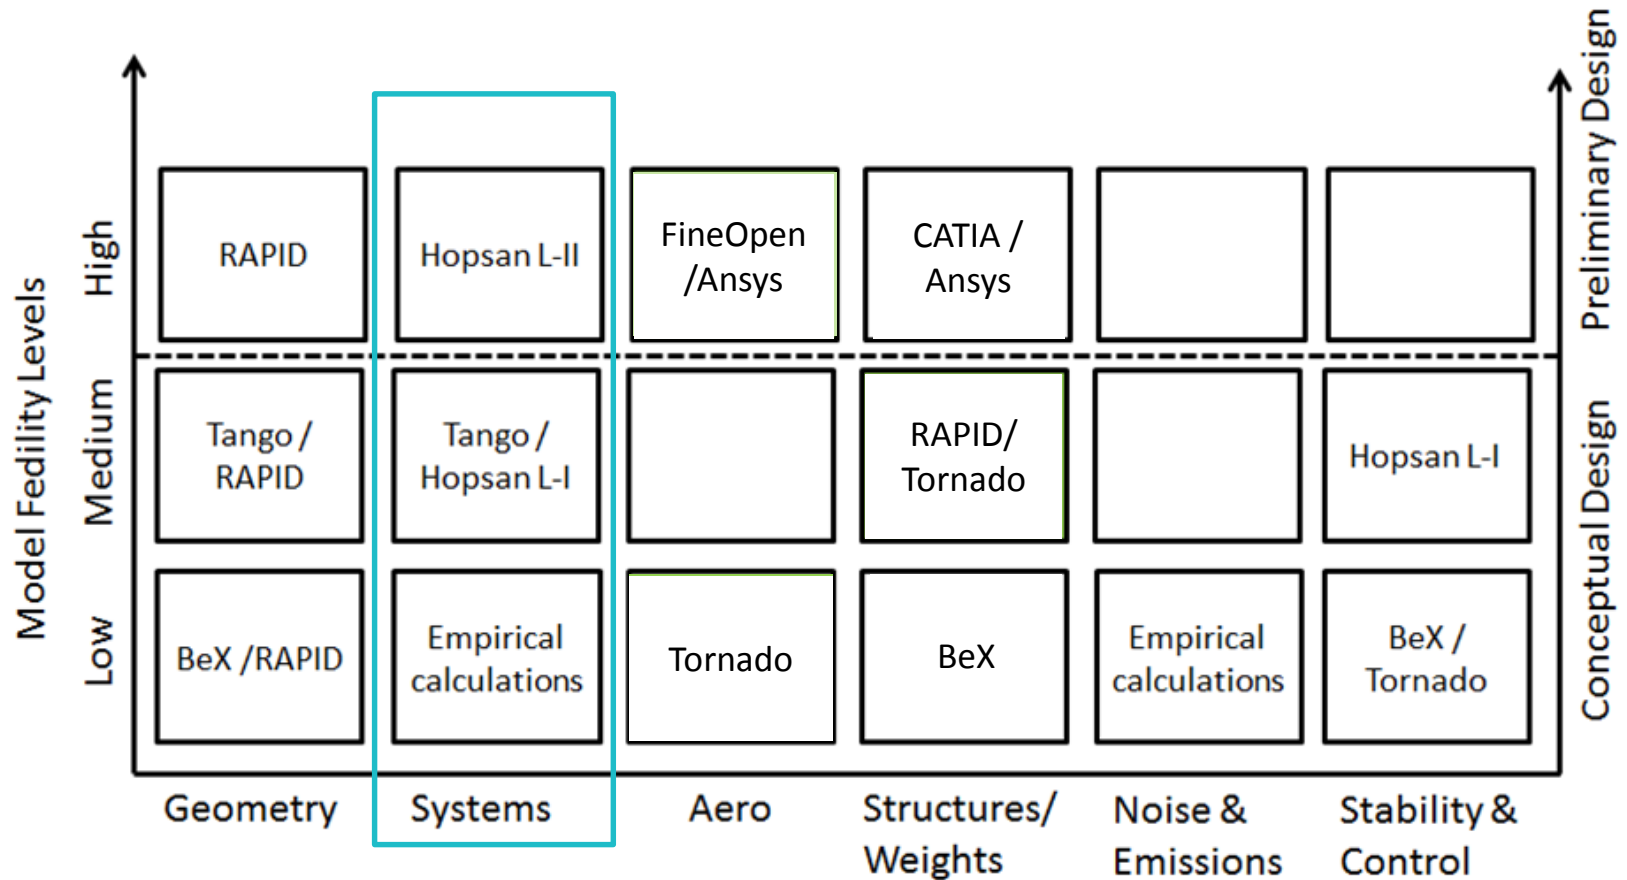 Model Fedility Levels
High
Medium
Low
Preliminary Design
Conceptual Design
RAPID
Hopsan L-II
FineOpen
/Ansys
CATIA /
Ansys
Tango /
RAPID
Tango /
Hopsan L-I
RAPID/
Tornado
Hopsan L-I
BeX /RAPID
Empirical
calculations
Tornado
BeX
Empirical
calculations
BeX /
Tornado
Geometry
Systems
Aero
Structures/
Weights
Noise &
Emissions
Stability &
Control